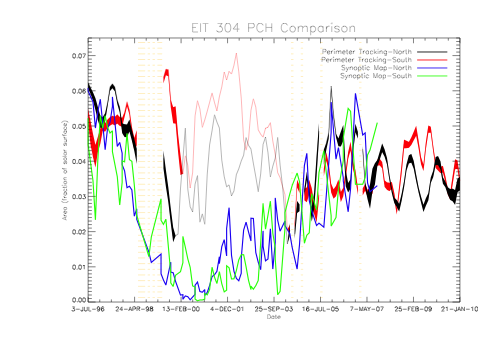 EIT 304 PCH Comparison
Perimeter Tracking-North
Perimeter Tracking-South
Synoptic Map-North
Synoptic Map-South
Area (fraction of solar surface)
0.07
0.06
0.05
0.04
0.03
0.02
0.01
0.00
3-JUL-96 24-APR-98 13-FEB-00 4-DEC-01 25-SEP-03 16-JUL-05 7-MAY-07 25-FEB-09 21-JAN-10
Date